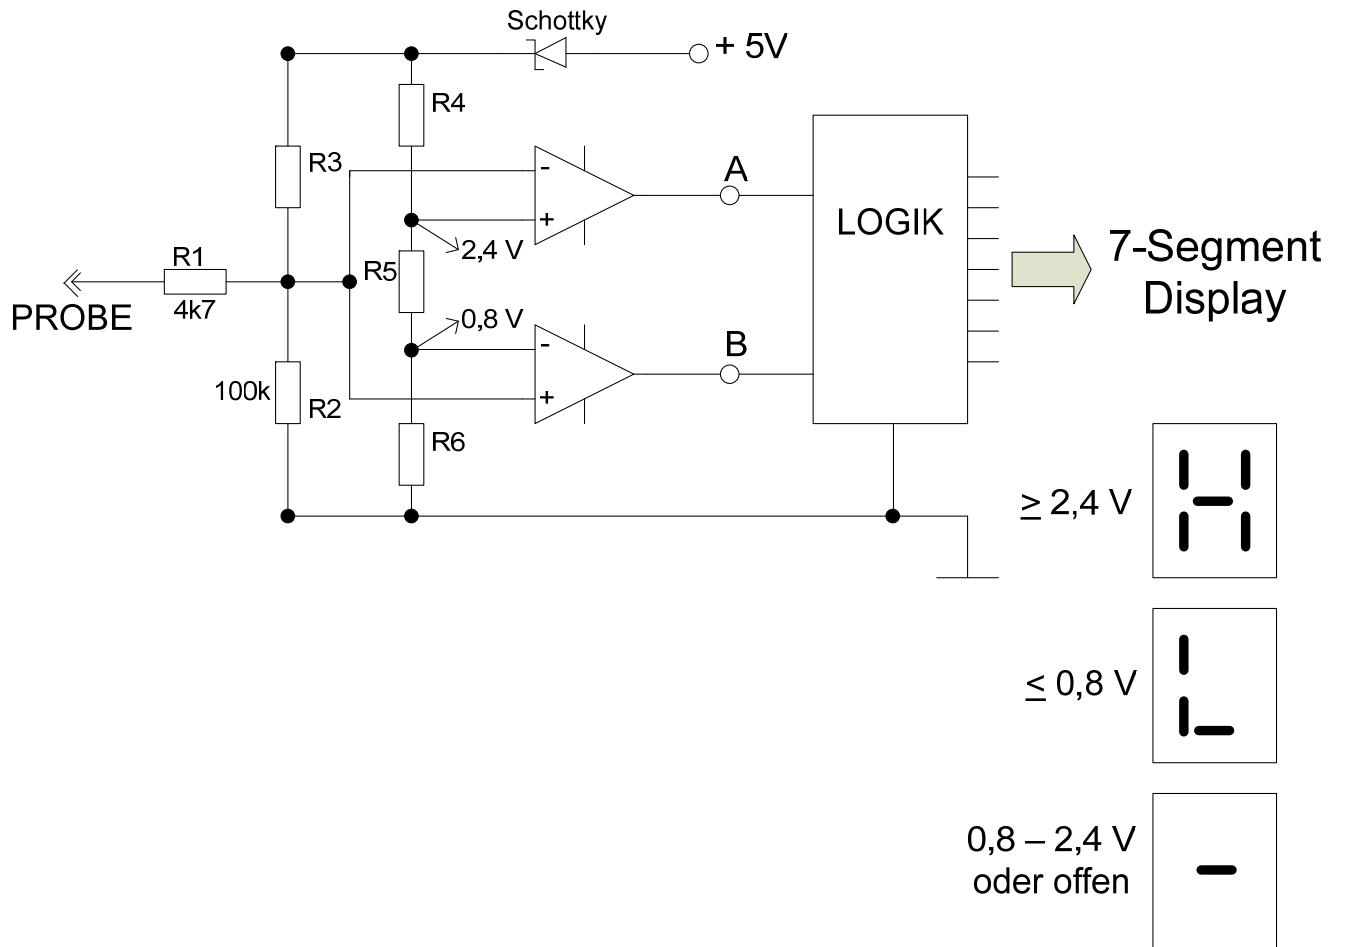 Schottky
+ 5V
R4
R3
-
+
A
2,4 V
LOGIK
7-Segment
Display
R1
4k7
PROBE
R5
0,8 V
-
+
B
100k
R2
R6
≥ 2,4 V
H
≤ 0,8 V
L
0,8 – 2,4 V
oder offen
-